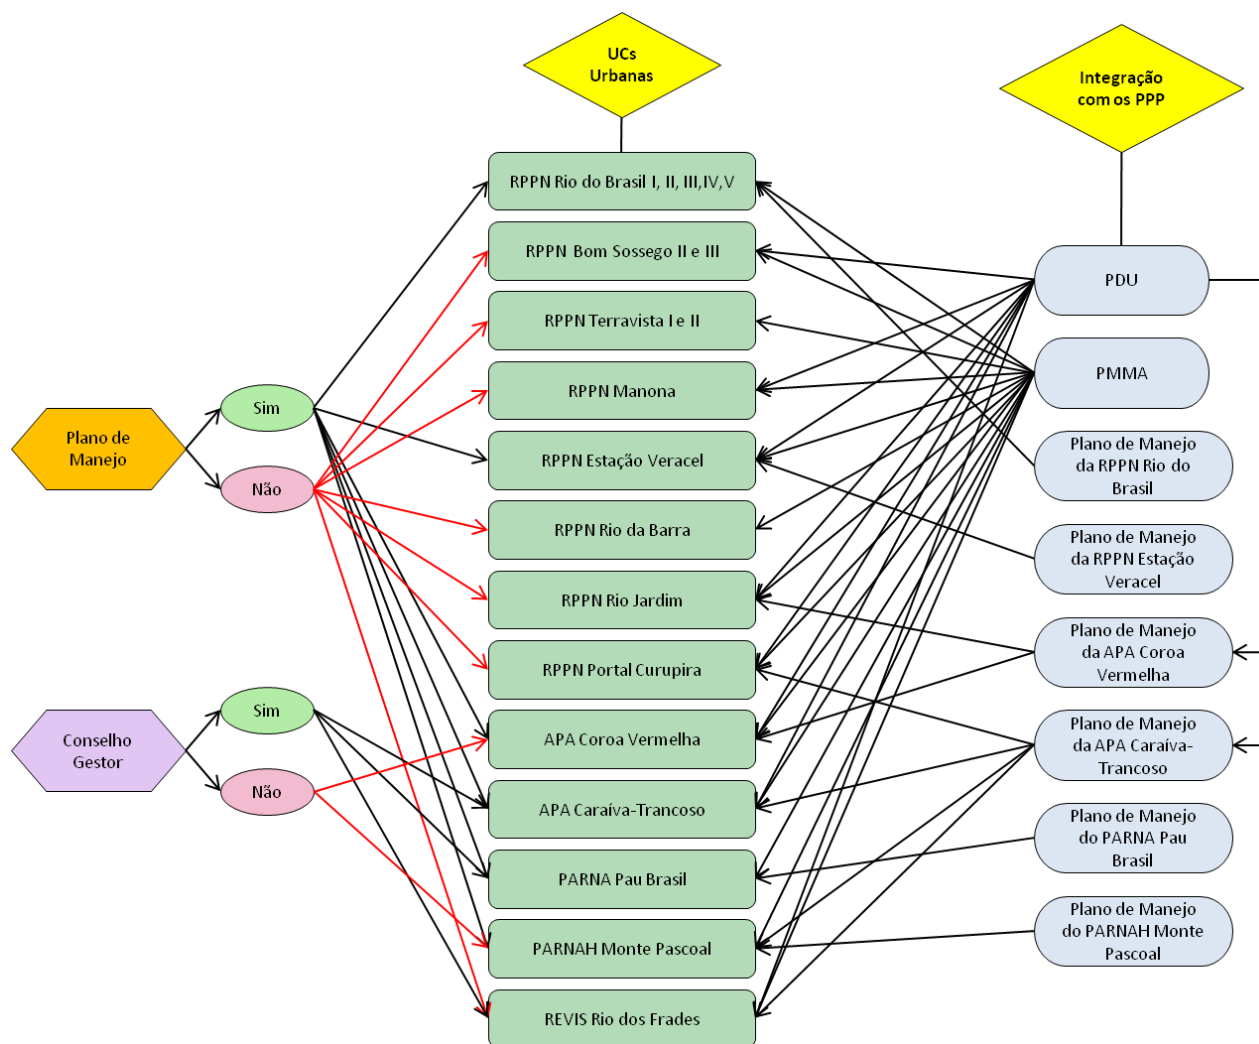 UCs
Urbanas
Integração
com os PPP
RPPN Rio do Brasil I, II, III,IV,V
RPPN Bom Sossego II e III
RPPN Terravista I e II
RPPN Manona
RPPN Estação Veracel
RPPN Rio da Barra
RPPN Rio Jardim
RPPN Portal Curupira
APA Coroa Vermelha
APA Caraíva-Trancoso
PARNA Pau Brasil
PARNAH Monte Pascoal
REVIS Rio dos Frades
Plano de
Manejo
Sim
Não
Conselho
Gestor
Sim
Não
PDU
PMMA
Plano de Manejo
da RPPN Rio do
Brasil
Plano de Manejo
da RPPN Estação
Veracel
Plano de Manejo
da APA Coroa
Vermelha
Plano de Manejo
da APA Caraíva-
Trancoso
Plano de Manejo
do PARNA Pau
Brasil
Plano de Manejo
do PARNAH Monte
Pascoal